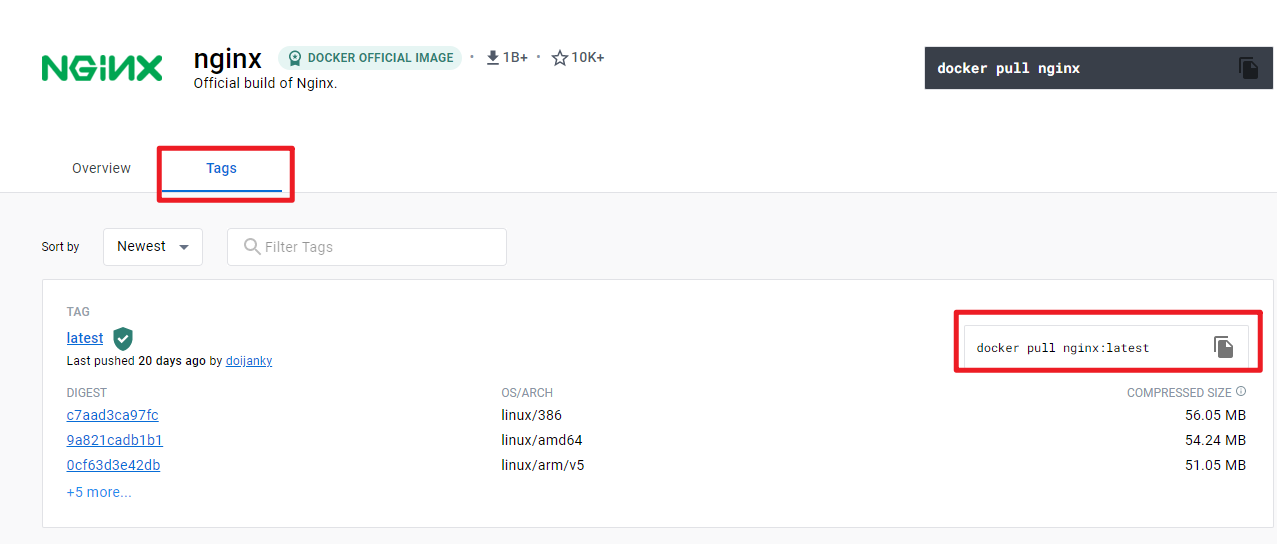 NGINX
nginx DOCKER OFFICIAL IMAGE • 1B+ • 10K+
Official build of Nginx.
docker pull nginx
Overview Tags
Sort by Newest Filter Tags
TAG
latest
Last pushed 20 days ago by doijanky
docker pull nginx:latest
DIGEST OS/ARCH COMPRESSED SIZE
c7aad3ca97fc linux/386 56.05 MB
9a821cadb1b1 linux/amd64 54.24 MB
0cf63d3e42db linux/arm/v5 51.05 MB
+5 more...